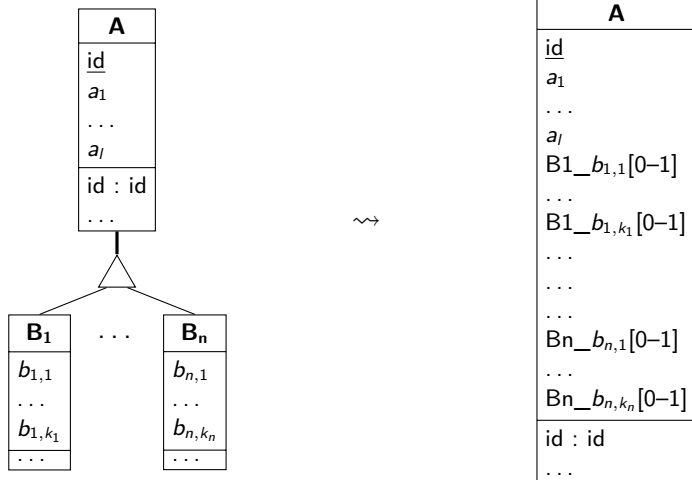 A
id
a1
...
al
id : id
...
B1
b1,1
...
b1,k1
...
...
Bn
bn,1
...
bn,kn
...
⇝
A
id
a1
...
al
B1_b1,1[0–1]
...
B1_b1,k1[0–1]
...
...
...
Bn_bn,1[0–1]
...
Bn_bn,kn[0–1]
id : id
...